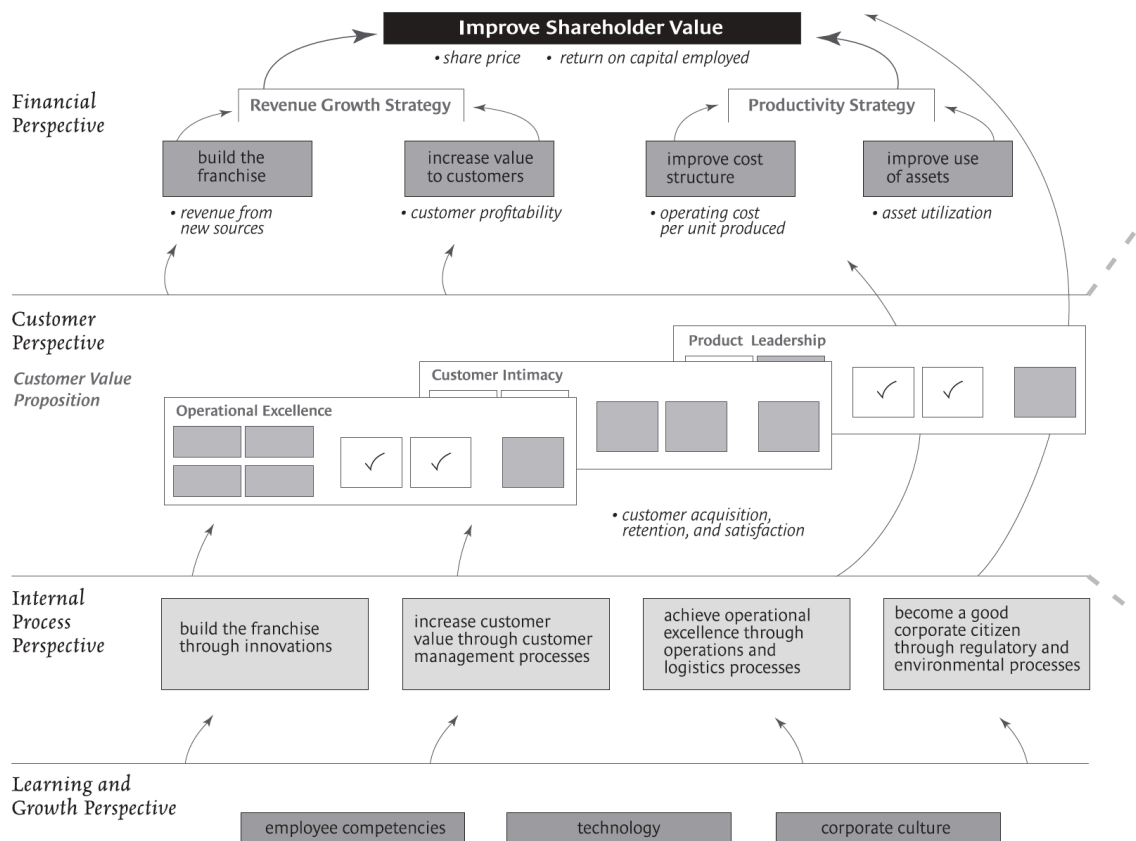 Improve Shareholder Value
• share price • return on capital employed
Financial
Perspective
Revenue Growth Strategy
Productivity Strategy
build the
franchise
increase value
to customers
improve cost
structure
improve use
of assets
• revenue from
new sources
• customer profitability
• operating cost
per unit produced
• asset utilization
Customer
Perspective
Customer Value
Proposition
Product Leadership
Customer Intimacy
Operational Excellence
• customer acquisition,
retention, and satisfaction
Internal
Process
Perspective
build the franchise
through innovations
increase customer
value through customer
management processes
achieve operational
excellence through
operations and
logistics processes
become a good
corporate citizen
through regulatory and
environmental processes
Learning and
Growth Perspective
employee competencies
technology
corporate culture